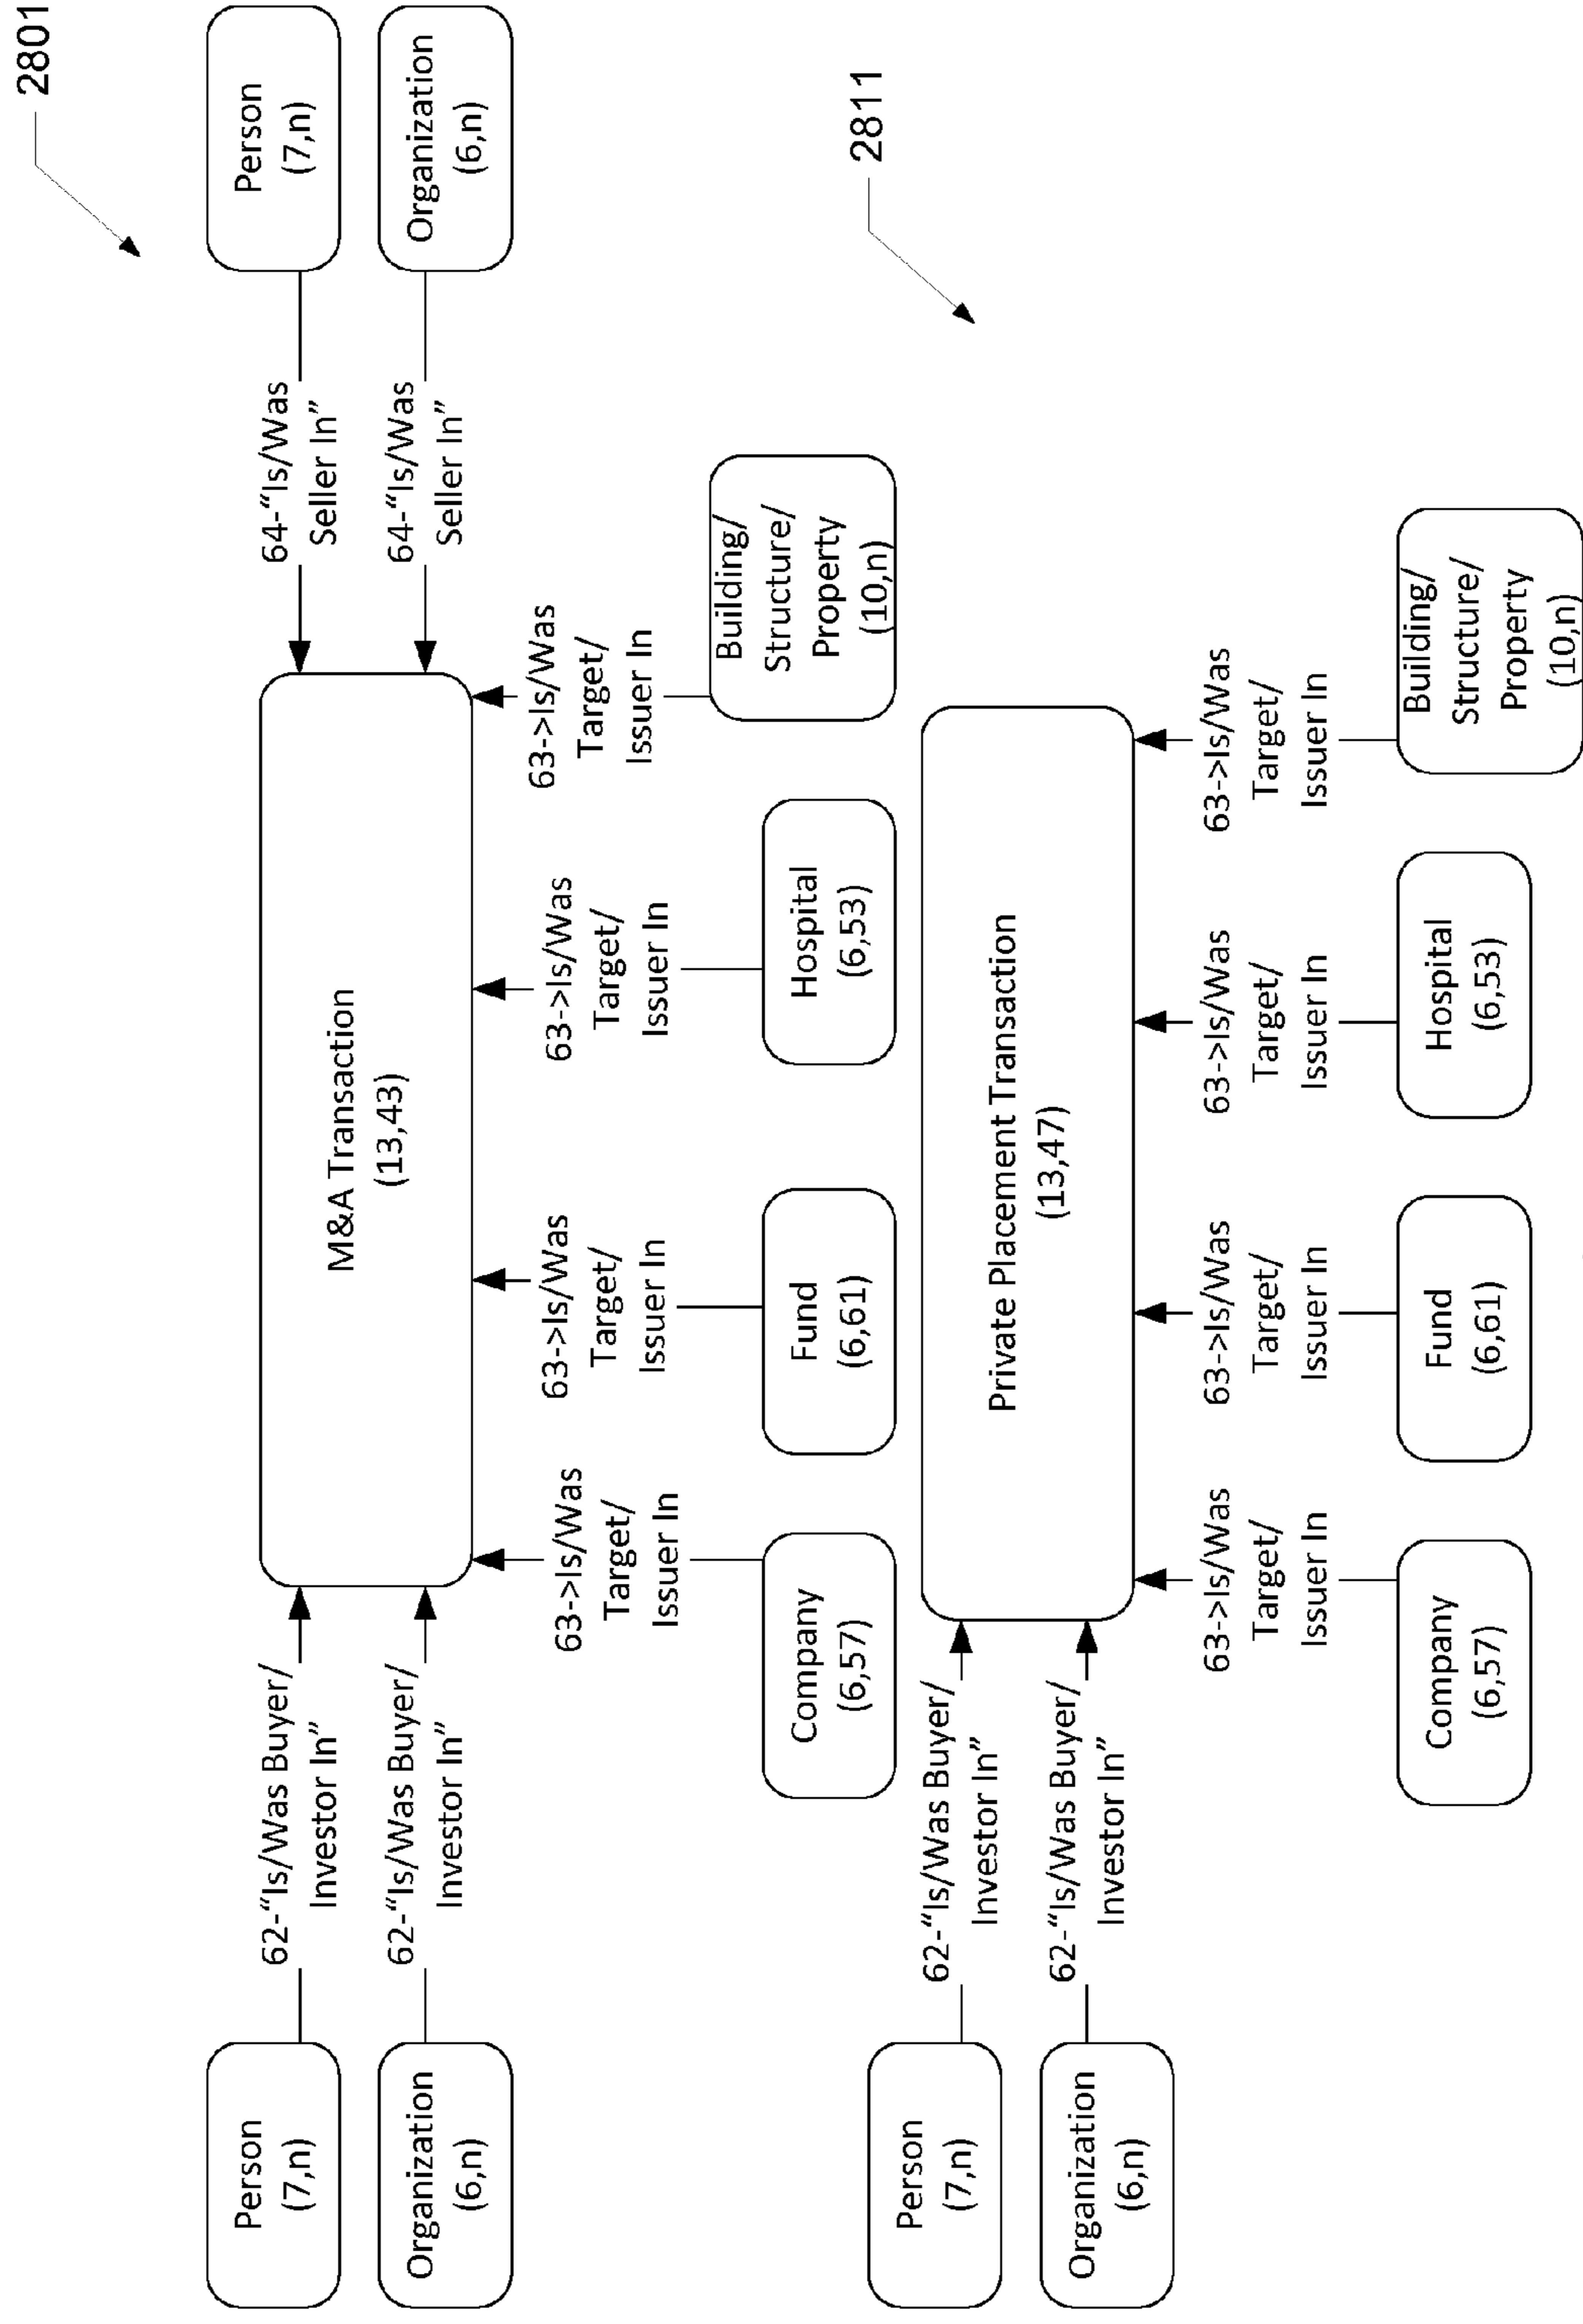 2801
Person
(7,n)
62-“Is/Was Buyer/
Investor In”
Organization
(6,n)
62-“Is/Was Buyer/
Investor In”
M&A Transaction
(13,43)
64-“Is/Was
Seller In”
Person
(7,n)
64-“Is/Was
Seller In”
Organization
(6,n)
63->Is/Was
Target/
Issuer In
63->Is/Was
Target/
Issuer In
63->Is/Was
Target/
Issuer In
63->Is/Was
Target/
Issuer In
Company
(6,57)
Fund
(6,61)
Hospital
(6,53)
Building/
Structure/
Property
(10,n)
2811
Person
(7,n)
62-“Is/Was Buyer/
Investor In”
Organization
(6,n)
62-“Is/Was Buyer/
Investor In”
Private Placement Transaction
(13,47)
63->Is/Was
Target/
Issuer In
63->Is/Was
Target/
Issuer In
63->Is/Was
Target/
Issuer In
63->Is/Was
Target/
Issuer In
Company
(6,57)
Fund
(6,61)
Hospital
(6,53)
Building/
Structure/
Property
(10,n)